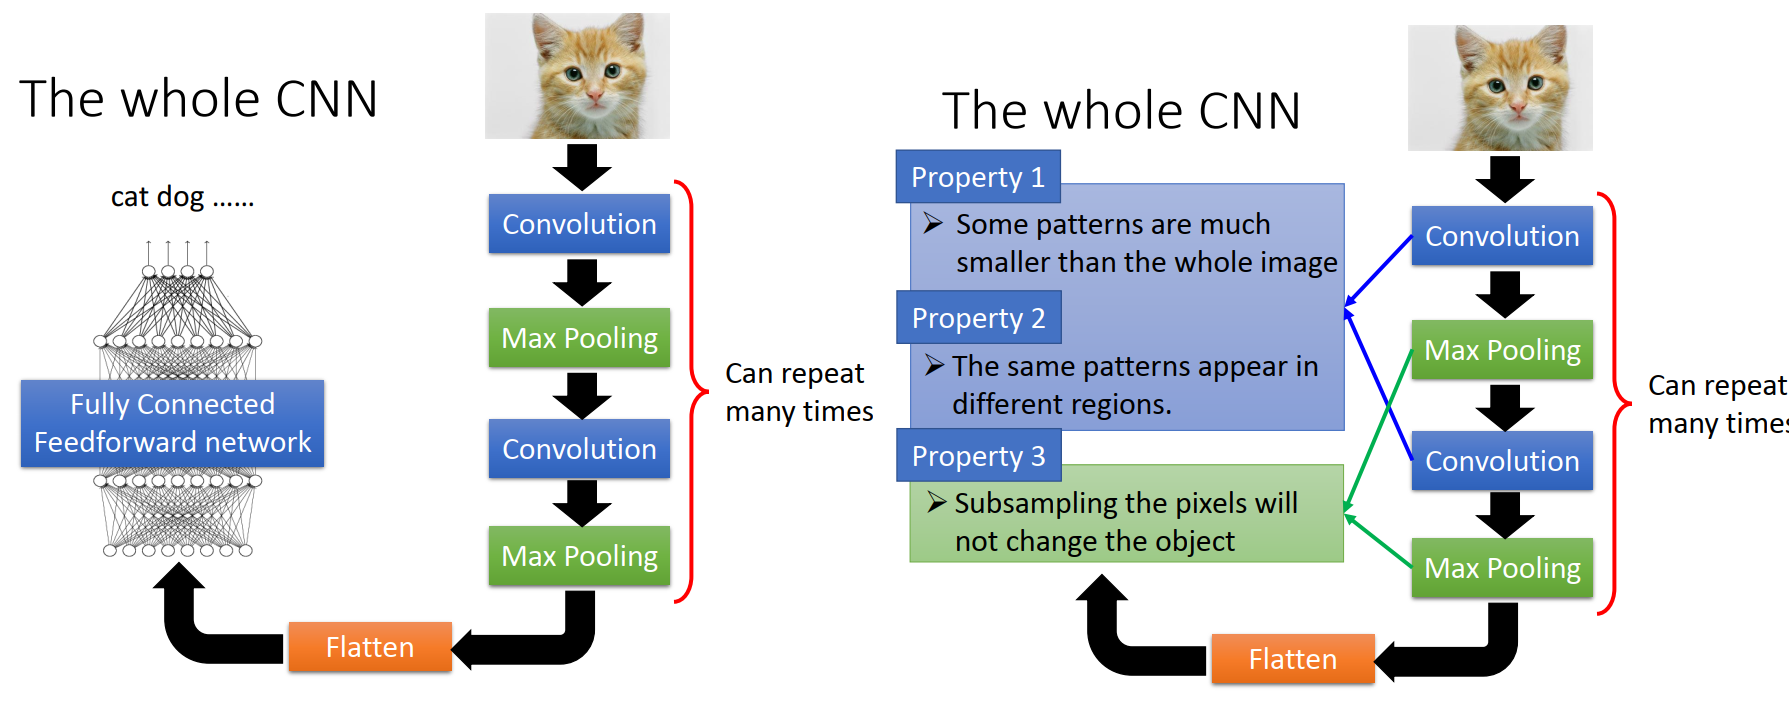 The whole CNN
cat dog ……
Fully Connected
Feedforward network
Convolution
Max Pooling
Convolution
Max Pooling
Can repeat
many times
Flatten
The whole CNN
Property 1
➢ Some patterns are much
smaller than the whole image
Property 2
➢ The same patterns appear in
different regions.
Property 3
➢ Subsampling the pixels will
not change the object
Convolution
Max Pooling
Convolution
Max Pooling
Can repeat
many times
Flatten